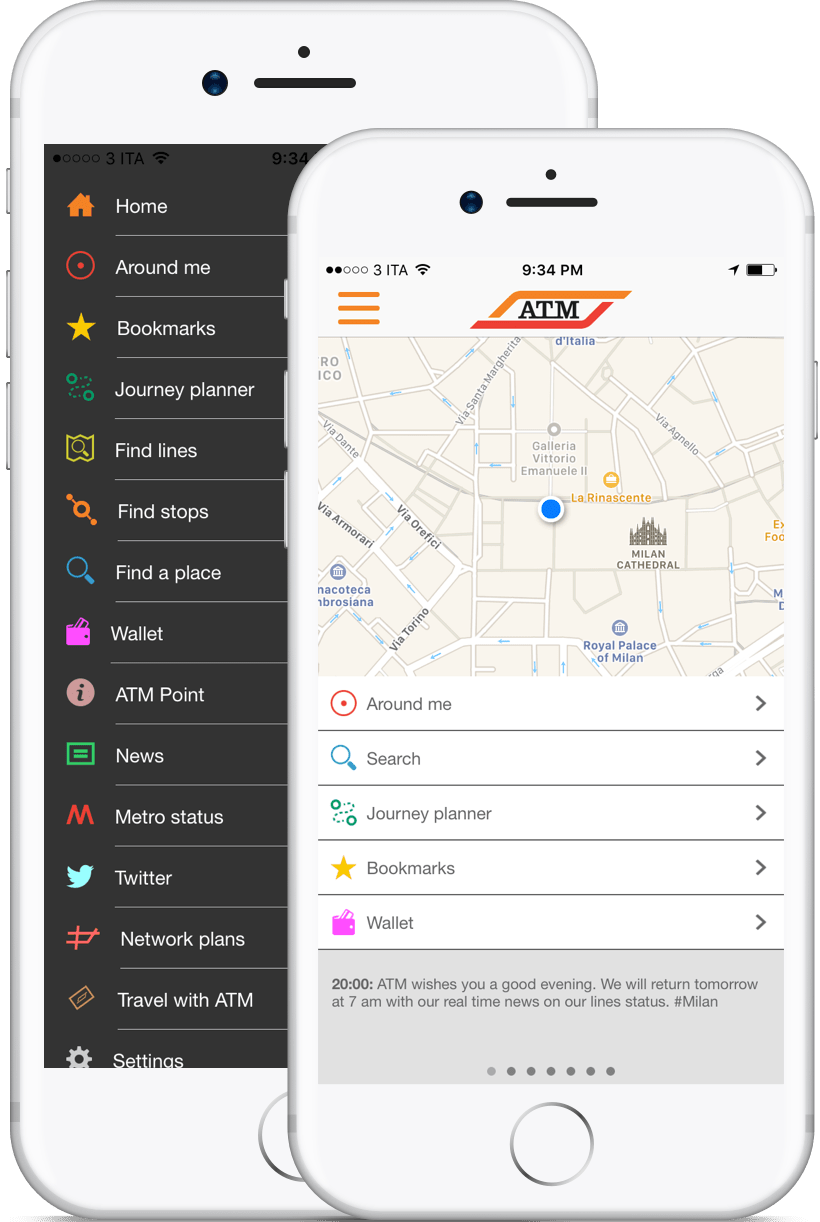 3 ITA
9:34
Home
Around me
Bookmarks
Journey planner
Find lines
Find stops
Find a place
Wallet
ATM Point
News
Metro status
Twitter
Network plans
Travel with ATM
Settings
3 ITA
9:34 PM
ATM
d'Italia
RO
ICO
Via Santa Margherita
Via Agnello
Via Dante
Galleria
Vittorio
Emanuele II
La Rinascente
Via Armorari
Via Orefici
Ex
Foo
MILAN
CATHEDRAL
nacoteca
mbrosiana
Via Torino
M
D
Royal Palace
of Milan
rga
Around me
Search
Journey planner
Bookmarks
Wallet
20:00: ATM wishes you a good evening. We will return tomorrow
at 7 am with our real time news on our lines status. #Milan